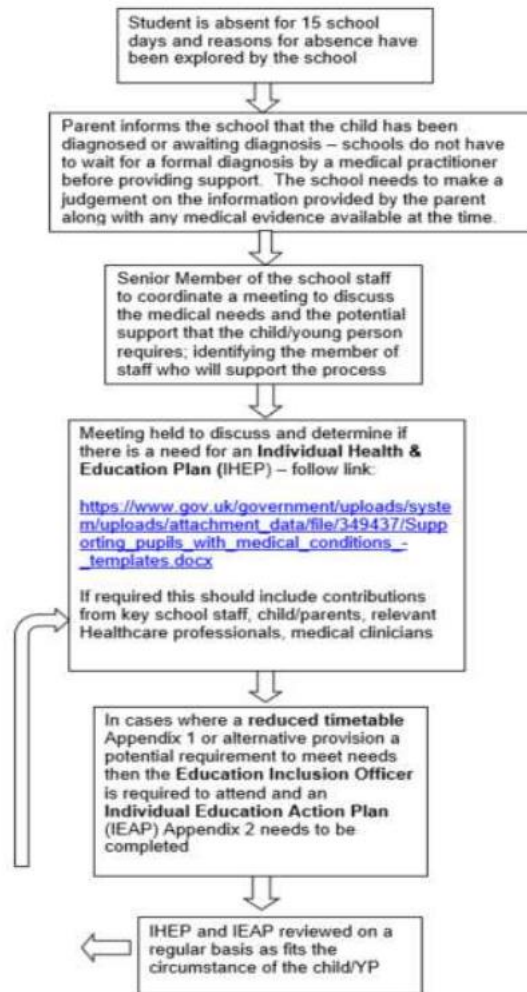 Student is absent for 15 school
days and reasons for absence have
been explored by the school
Parent informs the school that the child has been
diagnosed or awaiting diagnosis – schools do not have
to wait for a formal diagnosis by a medical practitioner
before providing support. The school needs to make a
judgement on the information provided by the parent
along with any medical evidence available at the time.
Senior Member of the school staff
to coordinate a meeting to discuss
the medical needs and the potential
support that the child/young person
requires; identifying the member of
staff who will support the process
Meeting held to discuss and determine if
there is a need for an Individual Health &
Education Plan (IHEP) – follow link:
https://www.gov.uk/government/uploads/syste
m/uploads/attachment_data/file/349437/Supp
orting_pupils_with_medical_conditions_-
_templates.docx
If required this should include contributions
from key school staff, child/parents, relevant
Healthcare professionals, medical clinicians
In cases where a reduced timetable
Appendix 1 or alternative provision a
potential requirement to meet needs
then the Education Inclusion Officer
is required to attend and an
Individual Education Action Plan
(IEAP) Appendix 2 needs to be
completed
IHEP and IEAP reviewed on a
regular basis as fits the
circumstance of the child/YP